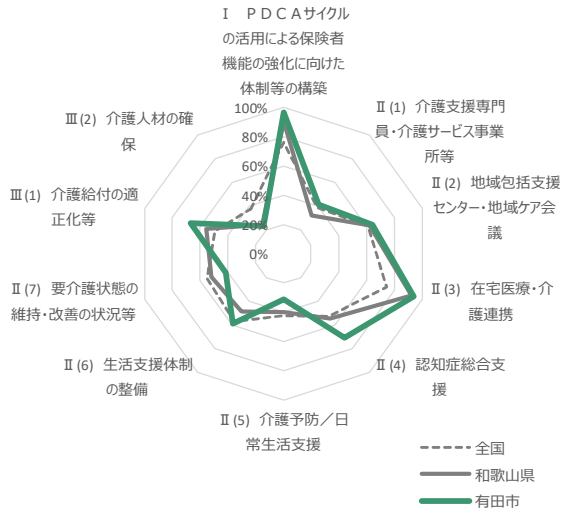 Ⅰ　ＰＤＣＡサイクル
の活用による保険者
機能の強化に向けた
体制等の構築
Ⅱ(1) 介護支援専門
員・介護サービス事業
所等
Ⅱ(2) 地域包括支援
センター・地域ケア会
議
Ⅱ(3) 在宅医療・介
護連携
Ⅱ(4) 認知症総合支
援
Ⅱ(5) 介護予防／日
常生活支援
Ⅱ(6) 生活支援体制
の整備
Ⅱ(7) 要介護状態の
維持・改善の状況等
Ⅲ(1) 介護給付の適
正化等
Ⅲ(2) 介護人材の確
保
100%
80%
60%
40%
20%
0%
全国
和歌山県
有田市